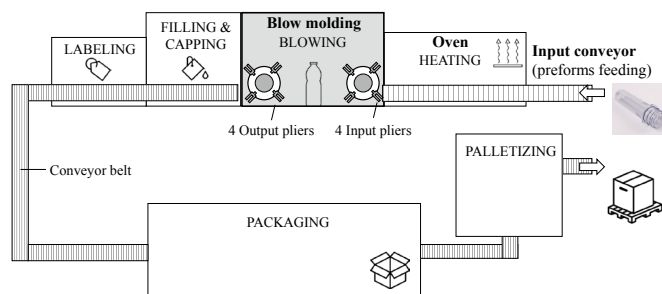 LABELING
FILLING &
CAPPING
Blow molding
BLOWING
Oven
HEATING
Input conveyor
(preforms feeding)
4 Output pliers
4 Input pliers
Conveyor belt
PALLETIZING
PACKAGING